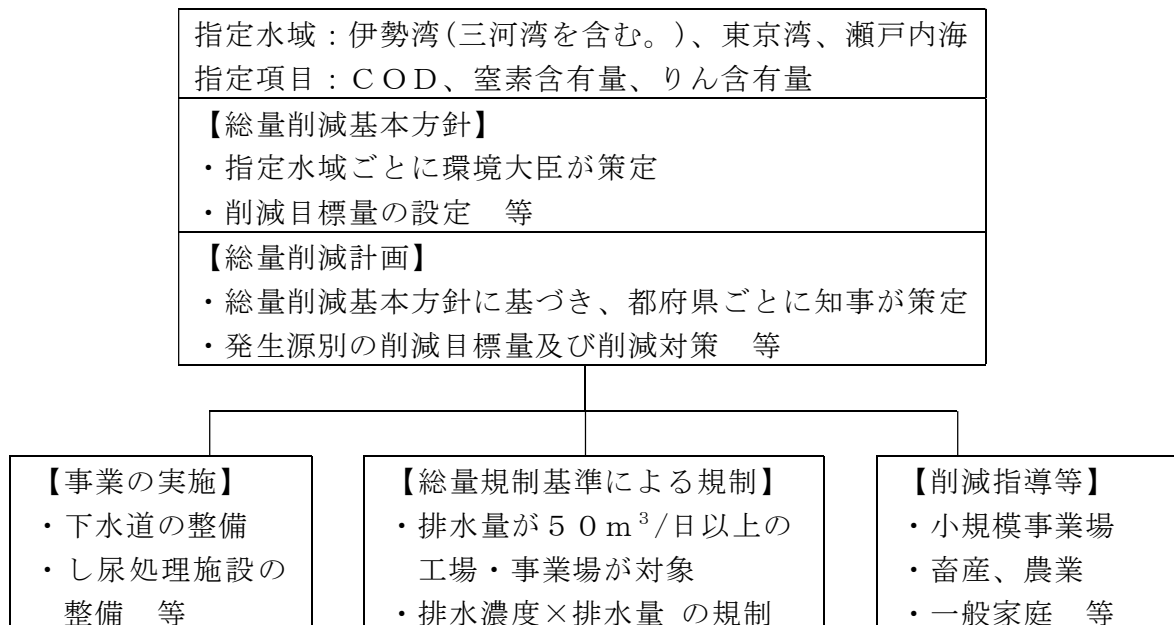 指定水域：伊勢湾(三河湾を含む。)、東京湾、瀬戸内海
指定項目：ＣＯＤ、窒素含有量、りん含有量
【総量削減基本方針】
・指定水域ごとに環境大臣が策定
・削減目標量の設定　等
【総量削減計画】
・総量削減基本方針に基づき、都府県ごとに知事が策定
・発生源別の削減目標量及び削減対策　等
【事業の実施】
・下水道の整備
・し尿処理施設の
整備　等
【総量規制基準による規制】
・排水量が５０ｍ³/日以上の
工場・事業場が対象
・排水濃度×排水量 の規制
【削減指導等】
・小規模事業場
・畜産、農業
・一般家庭　等